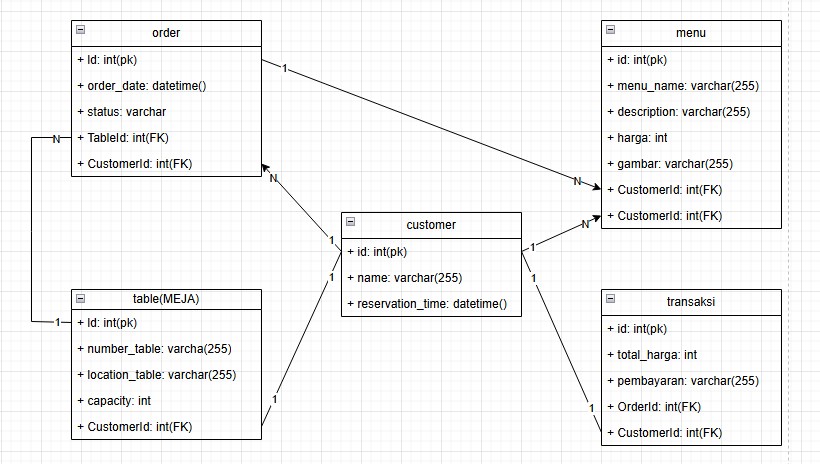 order
+ Id: int(pk)
+ order_date: datetime()
+ status: varchar
+ TableId: int(FK)
+ CustomerId: int(FK)
menu
+ id: int(pk)
+ menu_name: varchar(255)
+ description: varchar(255)
+ harga: int
+ gambar: varchar(255)
+ CustomerId: int(FK)
+ CustomerId: int(FK)
customer
+ id: int(pk)
+ name: varchar(255)
+ reservation_time: datetime()
table(MEJA)
+ Id: int(pk)
+ number_table: varcha(255)
+ location_table: varchar(255)
+ capacity: int
+ CustomerId: int(FK)
transaksi
+ id: int(pk)
+ total_harga: int
+ pembayaran: varchar(255)
+ OrderId: int(FK)
+ CustomerId: int(FK)
1
N
N
1
N
1
1
N
1
1
1
1